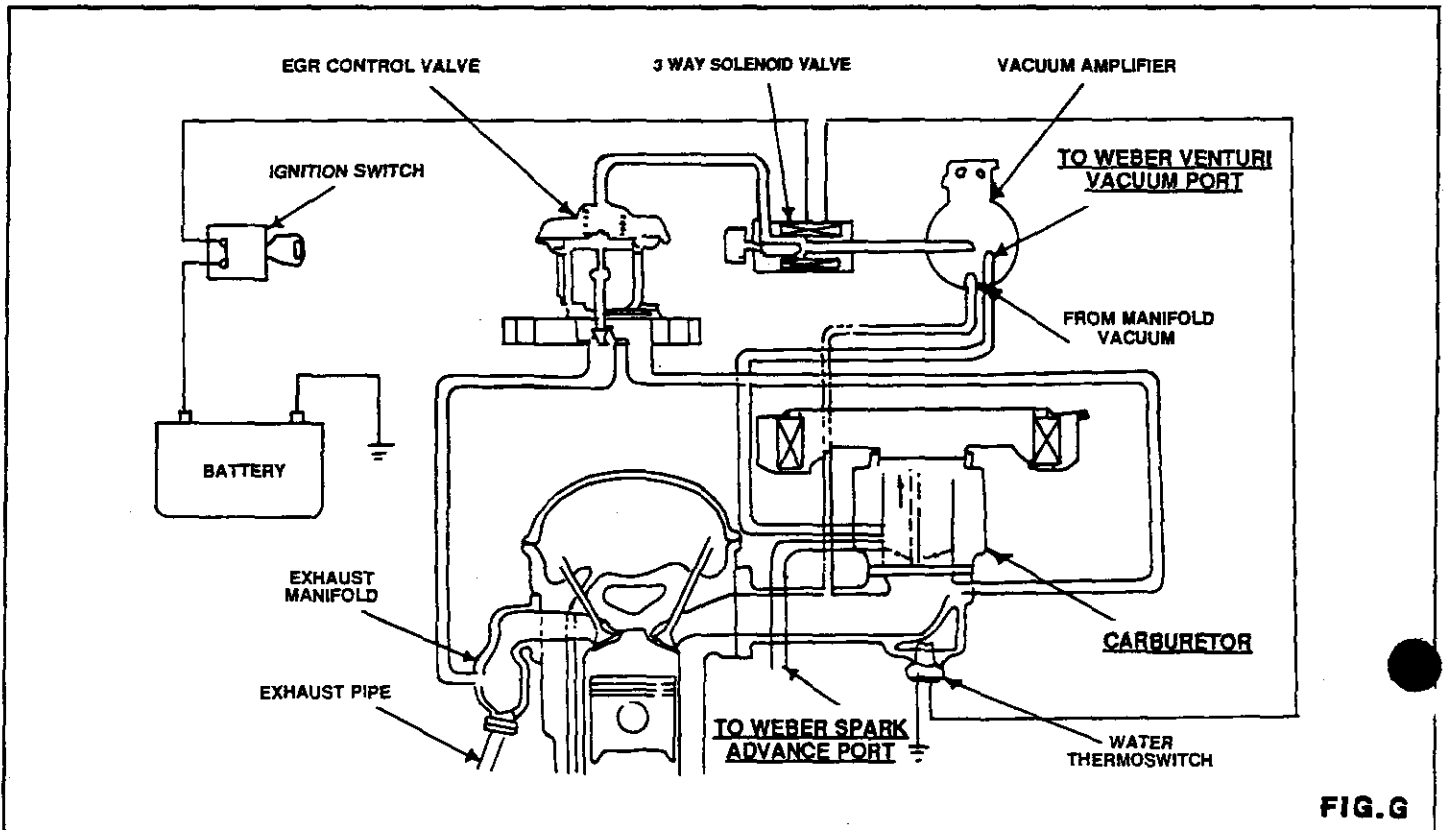 EGR CONTROL VALVE
3 WAY SOLENOID VALVE
VACUUM AMPLIFIER
TO WEBER VENTURI
VACUUM PORT
IGNITION SWITCH
FROM MANIFOLD
VACUUM
BATTERY
EXHAUST
MANIFOLD
CARBURETOR
EXHAUST PIPE
TO WEBER SPARK
ADVANCE PORT
WATER
THERMOSWITCH
FIG.G